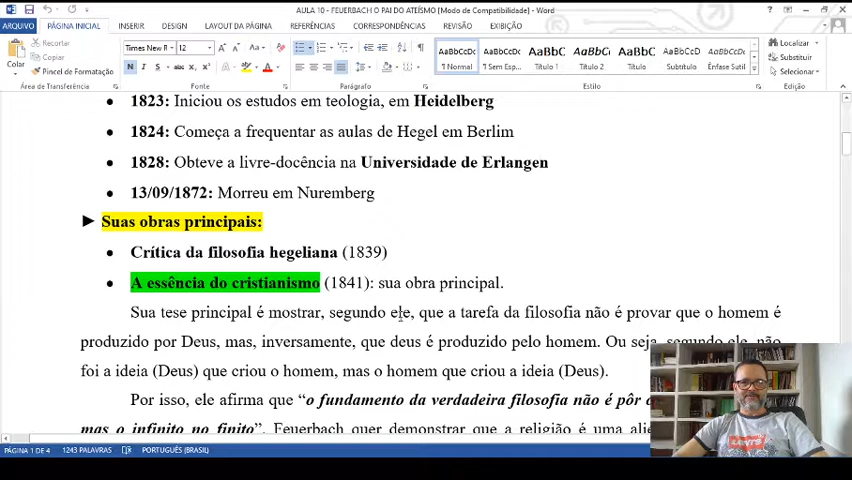 AULA 10 - FEUERBACH O PAI DO ATEÍSMO [Modo de Compatibilidade] - Word
ARQUIVO PÁGINA INICIAL INSERIR DESIGN LAYOUT DA PÁGINA REFERÊNCIAS CORRESPONDÊNCIAS REVISÃO EXIBIÇÃO
Recortar
Copiar
Colar Pincel de Formatação
Times New R 12
N I S
AaBbCcDc AaBbCcDc AaBbC AaBbCc AaBbC AaBbCcDd AaBbCcDc
¶ Normal ¶ Sem Esp... Título 1 Título 2 Título Subtítulo Ênfase Sutil
Localizar
Substituir
Selecionar
Área de Transferência Fonte Parágrafo Estilo Edição
• 1823: Iniciou os estudos em teologia, em Heidelberg
• 1824: Começa a frequentar as aulas de Hegel em Berlim
• 1828: Obteve a livre-docência na Universidade de Erlangen
• 13/09/1872: Morreu em Nuremberg
► Suas obras principais:
• Crítica da filosofia hegeliana (1839)
• A essência do cristianismo (1841): sua obra principal.
Sua tese principal é mostrar, segundo ele, que a tarefa da filosofia não é provar que o homem é
produzido por Deus, mas, inversamente, que deus é produzido pelo homem. Ou seja, segundo ele, não
foi a ideia (Deus) que criou o homem, mas o homem que criou a ideia (Deus).
Por isso, ele afirma que “o fundamento da verdadeira filosofia não é pôr o
mas o infinito no finito”. Feuerbach quer demonstrar que a religião é uma alie
PÁGINA 1 DE 4 1243 PALAVRAS PORTUGUÊS (BRASIL)